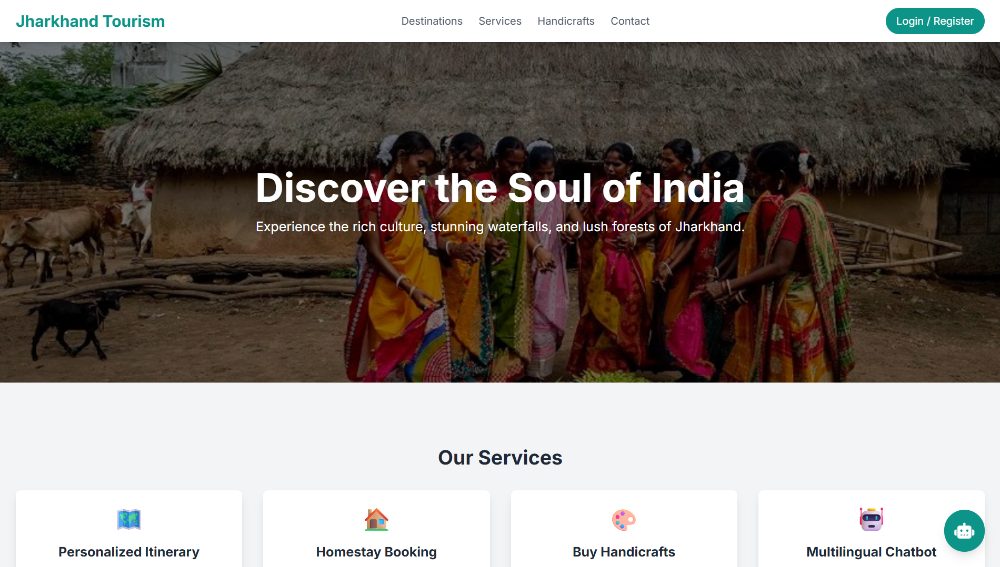 Jharkhand Tourism
Destinations
Services
Handicrafts
Contact
Login / Register
Discover the Soul of India
Experience the rich culture, stunning waterfalls, and lush forests of Jharkhand.
Our Services
Personalized Itinerary
Homestay Booking
Buy Handicrafts
Multilingual Chatbot